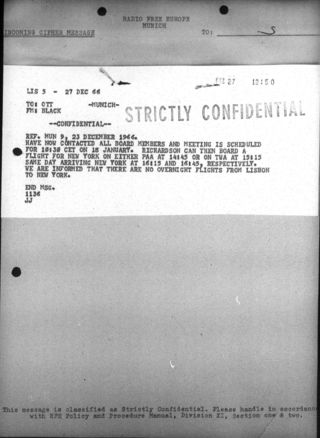 RADIO FREE EUROPE
MUNICH
INCOMING CIPHER MESSAGE TO: S
27 12 50
LIS 5 - 27 DEC 66
TO: OTT -MUNICH-
FM: BLACK
STRICTLY CONFIDENTIAL
--CONFIDENTIAL--
REF. MUN 9, 23 DECEMBER 1966.
HAVE NOW CONTACTED ALL BOARD MEMBERS AND MEETING IS SCHEDULED
FOR CET ON JANUARY. RICHARDSON CAN THEN BOARD A
FLIGHT FOR NEW YORK ON EITHER PAA AT 14:45 OR ON TWA AT 15:15
SAME DAY ARRIVING NEW YORK AT 16:15 AND 16:45, RESPECTIVELY.
WE ARE INFORMED THAT THERE ARE NO OVERNIGHT FLIGHTS FROM LISBON
TO NEW YORK.
END MSG.
1136
JJ
This message is classified as Strictly Confidential. Please handle in accordance
with RFE Policy and Procedure Manual, Division XI, Section one & two.